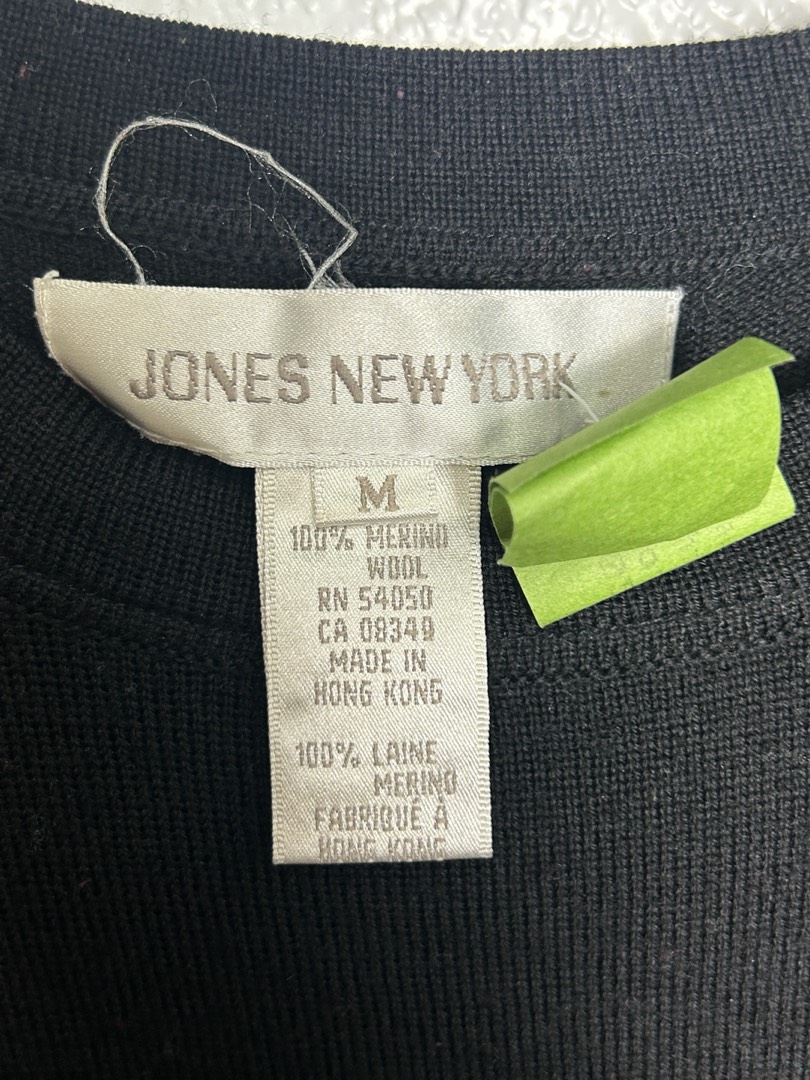 JONES NEW YORK
M
100% MERINO
WOOL
RN 54050
CA 08349
MADE IN
HONG KONG
100% LAINE
MERINO
FABRIQUÉ À
HONG KONG